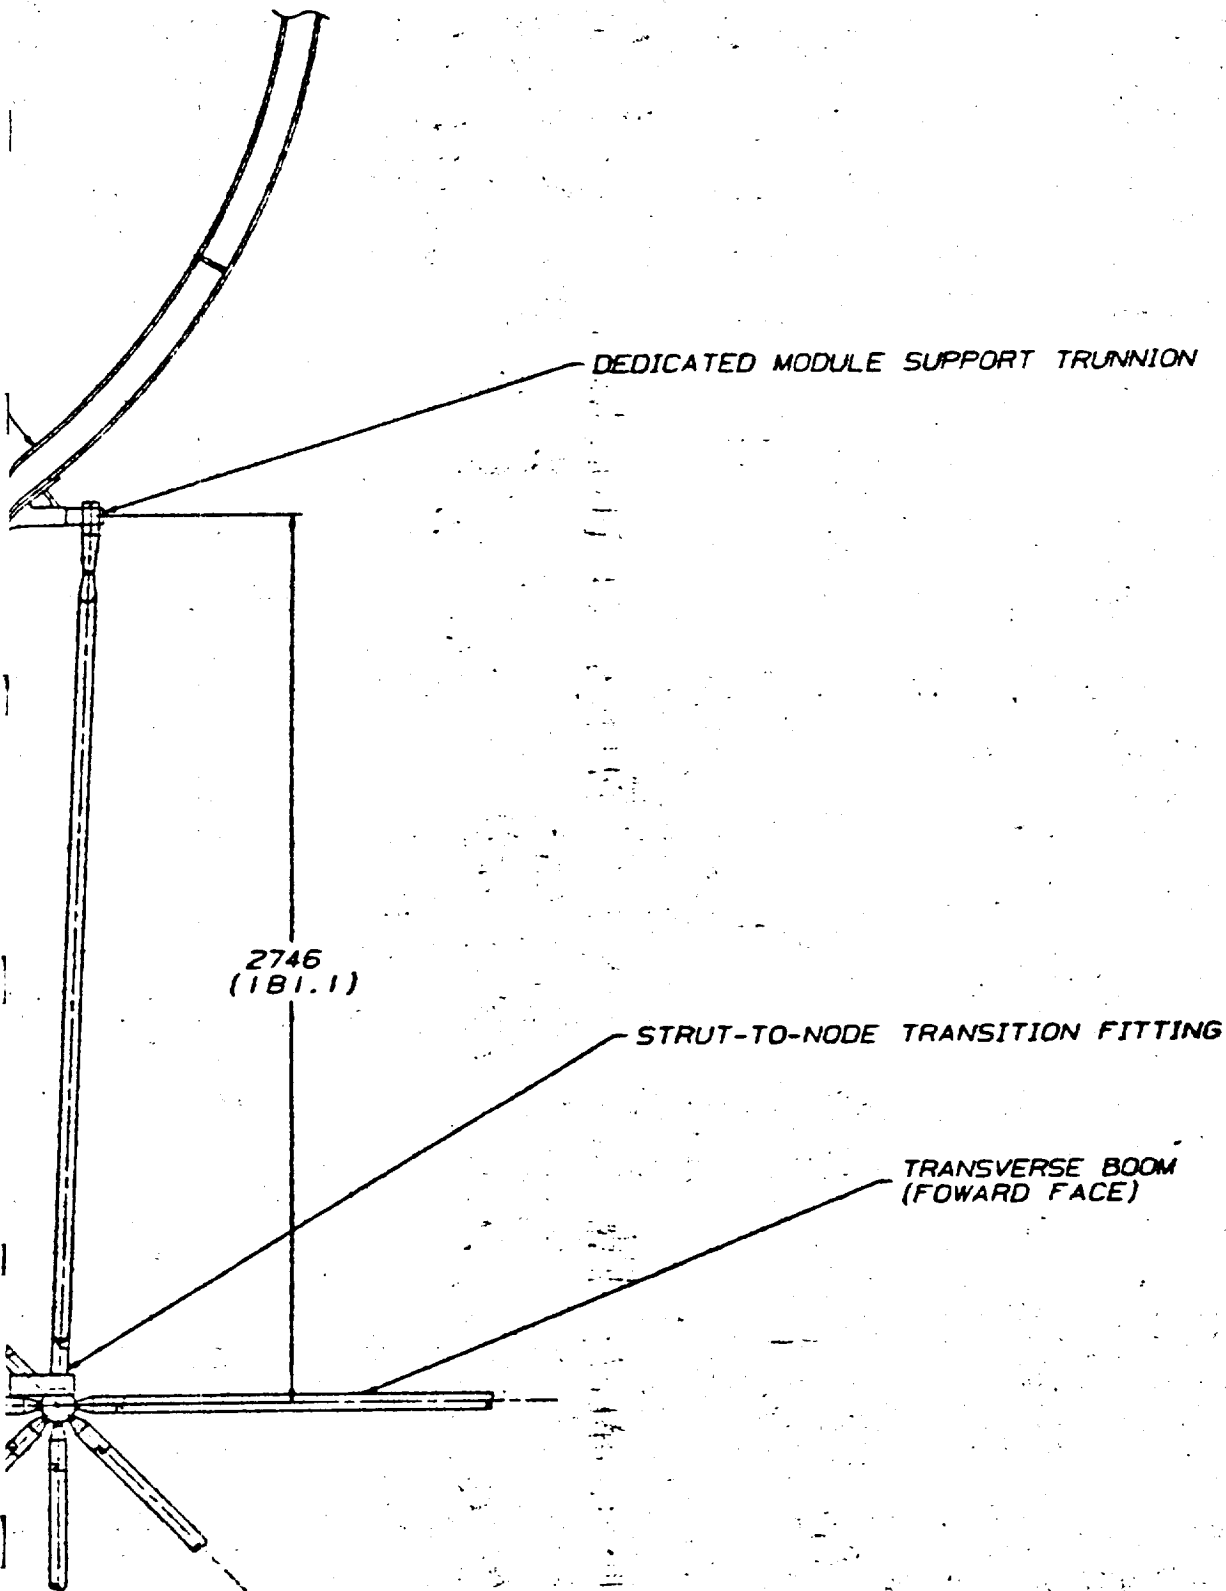 DEDICATED MODULE SUPPORT TRUNNION
2746
(181.1)
STRUT-TO-NODE TRANSITION FITTING
TRANSVERSE BOOM
(FOWARD FACE)